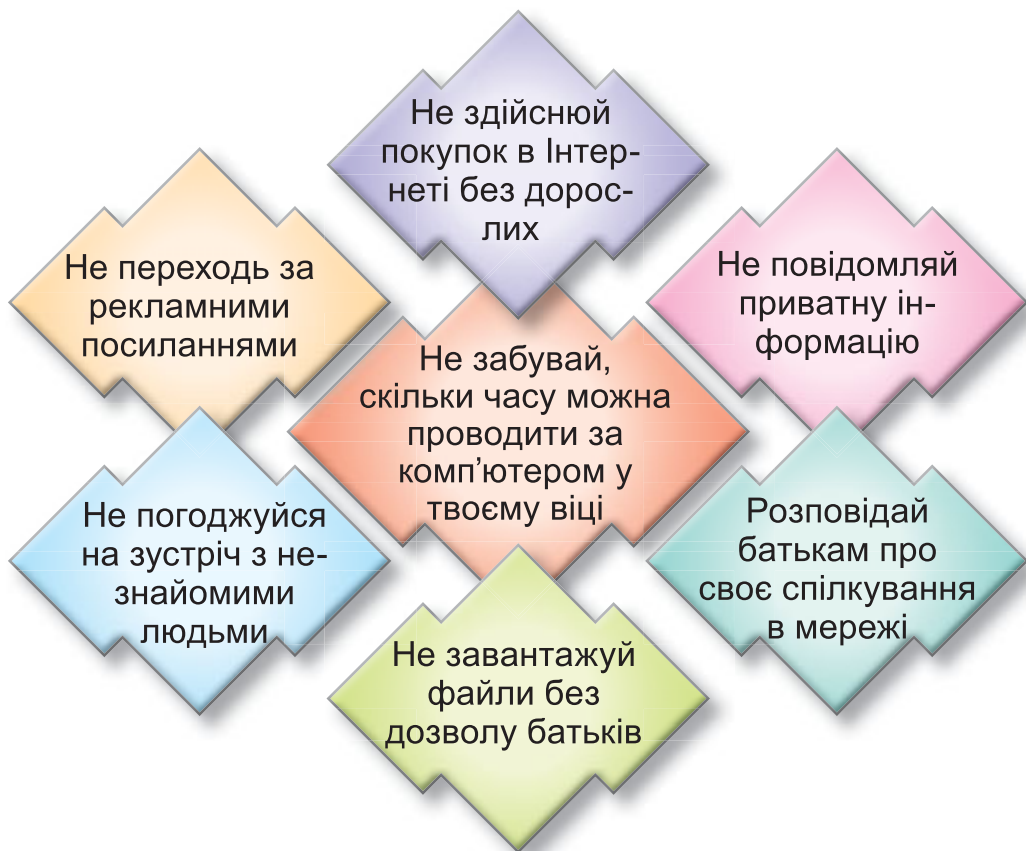 Не здійснюй
покупок в Інтер-
неті без дорос-
лих
Не переходь за
рекламними
посиланнями
Не повідомляй
приватну ін-
формацію
Не забувай,
скільки часу можна
проводити за
комп’ютером у
твоєму віці
Не погоджуйся
на зустріч з не-
знайомими
людьми
Розповідай
батькам про
своє спілкування
в мережі
Не завантажуй
файли без
дозволу батьків